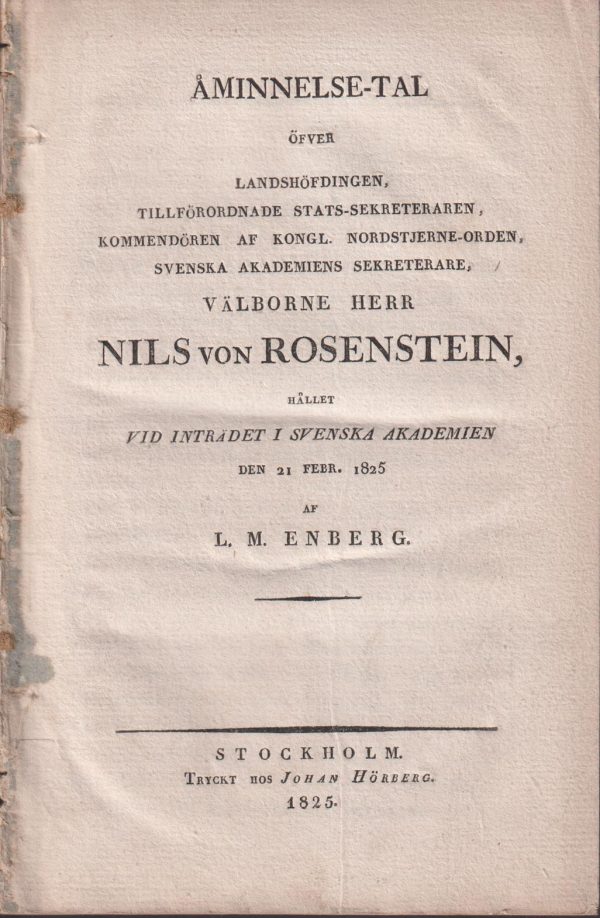 ÅMINNELSE-TAL
ÖFVER
LANDSHÖFDINGEN,
TILLFÖRORDNADE STATS-SEKRETERAREN,
KOMMENDÖREN AF KONGL. NORDSTJERNE-ORDEN,
SVENSKA AKADEMIENS SEKRETERARE,
VÄLBORNE HERR
NILS VON ROSENSTEIN,
HÅLLET
VID INTRÄDET I SVENSKA AKADEMIEN
DEN 21 FEBR. 1825
AF
L. M. ENBERG.
STOCKHOLM.
TRYCKT HOS JOHAN HÖRBERG.
1825.